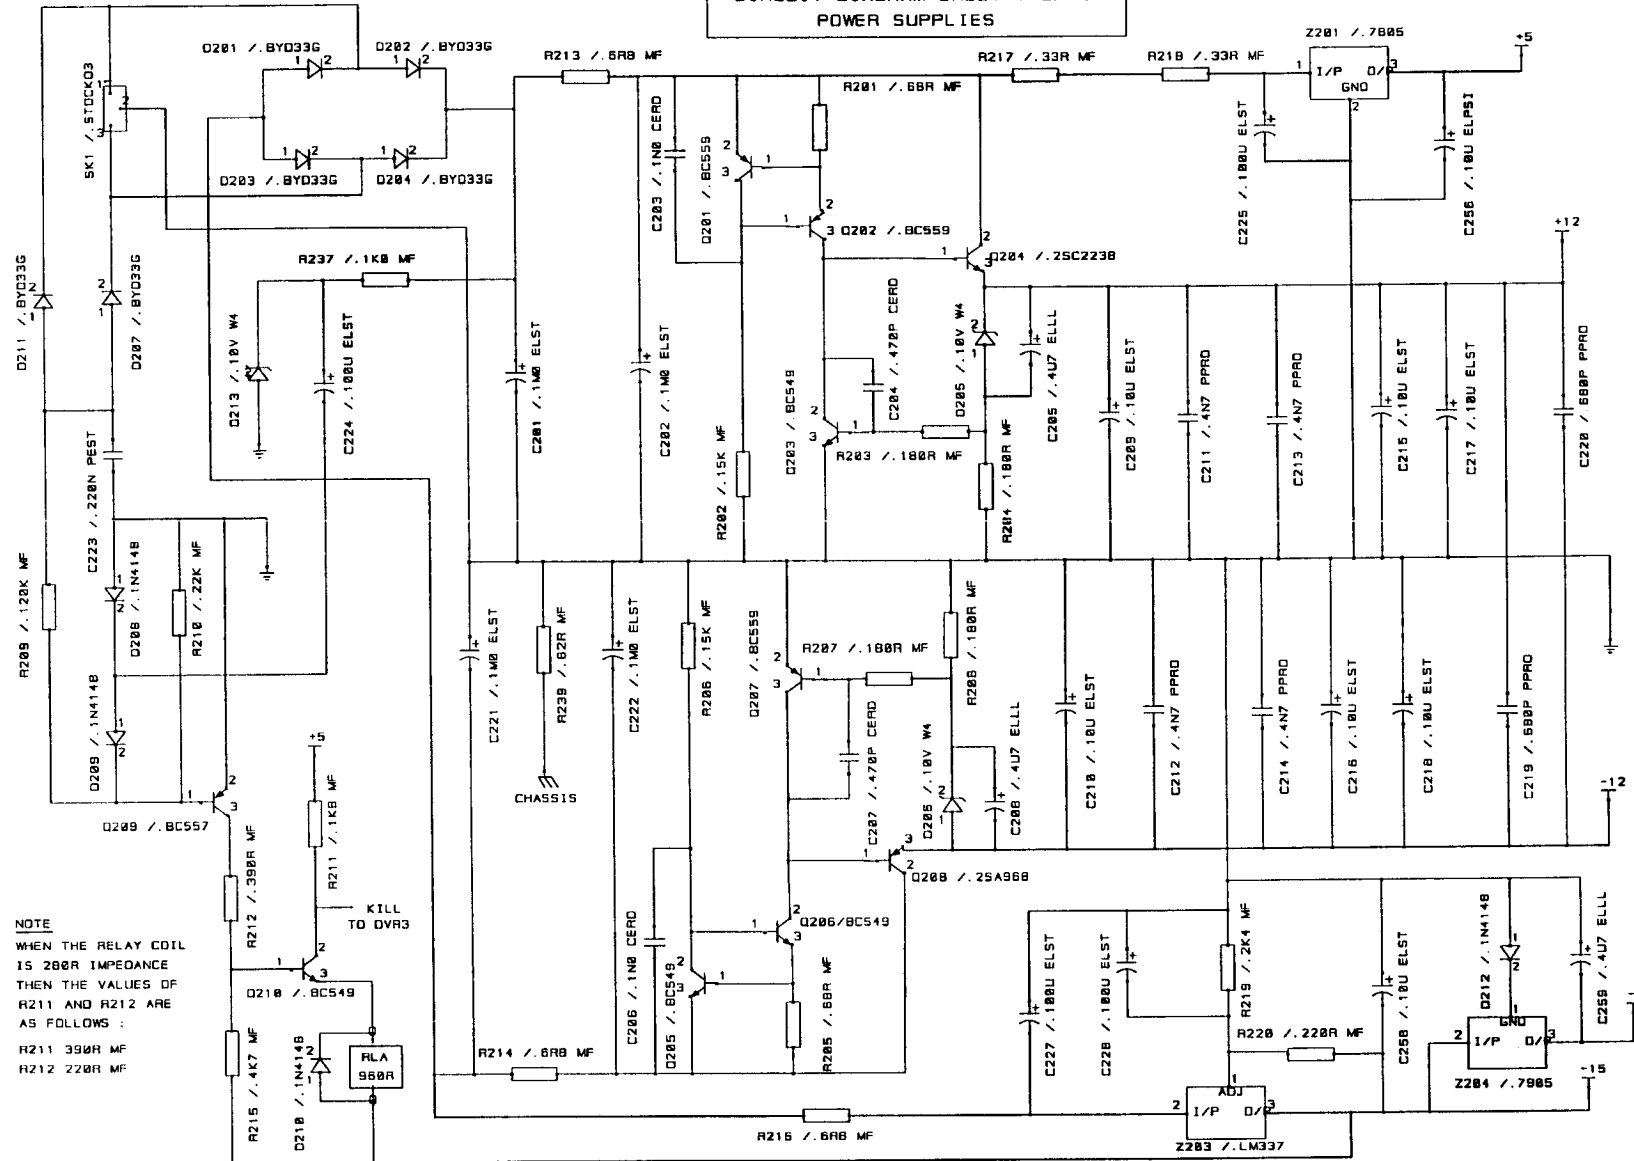 POWER SUPPLIES
D201 /.BYD33G
D202 /.BYD33G
D203 /.BYD33G
D204 /.BYD33G
SK1 /.STOCKO3
R213 /.6R8 MF
R217 /.33R MF
R218 /.33R MF
Z201 /.7805
I/P
O/P
GND
+5
R201 /.68R MF
C203 /.1N0 CERD
Q201 /.BC559
Q202 /.BC559
Q204 /.2SC2238
C225 /.100U ELST
C256 /.10U ELPSI
+12
R237 /.1K0 MF
D211 /.BYD33G
D207 /.BYD33G
D213 /.10V W4
C224 /.100U ELST
C201 /.1M0 ELST
C202 /.1M0 ELST
R202 /.15K MF
Q203 /.BC549
C204 /.470P CERD
D205 /.10V W4
C205 /.4U7 ELLL
R203 /.180R MF
R204 /.180R MF
C209 /.10U ELST
C211 /.4N7 PPRO
C213 /.4N7 PPRO
C215 /.10U ELST
C217 /.10U ELST
C220 /.680P PPRO
C223 /.220N PEST
R209 /.120K MF
D208 /.1N4148
R210 /.22K MF
D209 /.1N4148
Q209 /.BC557
C221 /.1M0 ELST
R239 /.82R MF
CHASSIS
C222 /.1M0 ELST
R206 /.15K MF
Q207 /.BC559
R207 /.180R MF
R208 /.180R MF
C207 /.470P CERD
D206 /.10V W4
C208 /.4U7 ELLL
C210 /.10U ELST
C212 /.4N7 PPRO
C214 /.4N7 PPRO
C216 /.10U ELST
C218 /.10U ELST
C219 /.680P PPRO
-12
+5
R211 /.1K8 MF
R212 /.390R MF
KILL
TO DVR3
Q210 /.BC549
R215 /.4K7 MF
D210 /.1N4148
RLA
960R
Q208 /.2SA968
Q206/BC549
C206 /.1N0 CERD
Q205 /.BC549
R205 /.68R MF
R214 /.6R8 MF
R216 /.6R8 MF
C227 /.100U ELST
C228 /.100U ELST
R219 /.2K4 MF
R220 /.220R MF
C258 /.10U ELST
D212 /.1N4148
C259 /.4U7 ELLL
GND
I/P
O/P
Z204 /.7905
-15
ADJ
I/P
O/P
Z203 /.LM337
NOTE
WHEN THE RELAY COIL
IS 280R IMPEDANCE
THEN THE VALUES OF
R211 AND R212 ARE
AS FOLLOWS :
R211 390R MF
R212 220R MF